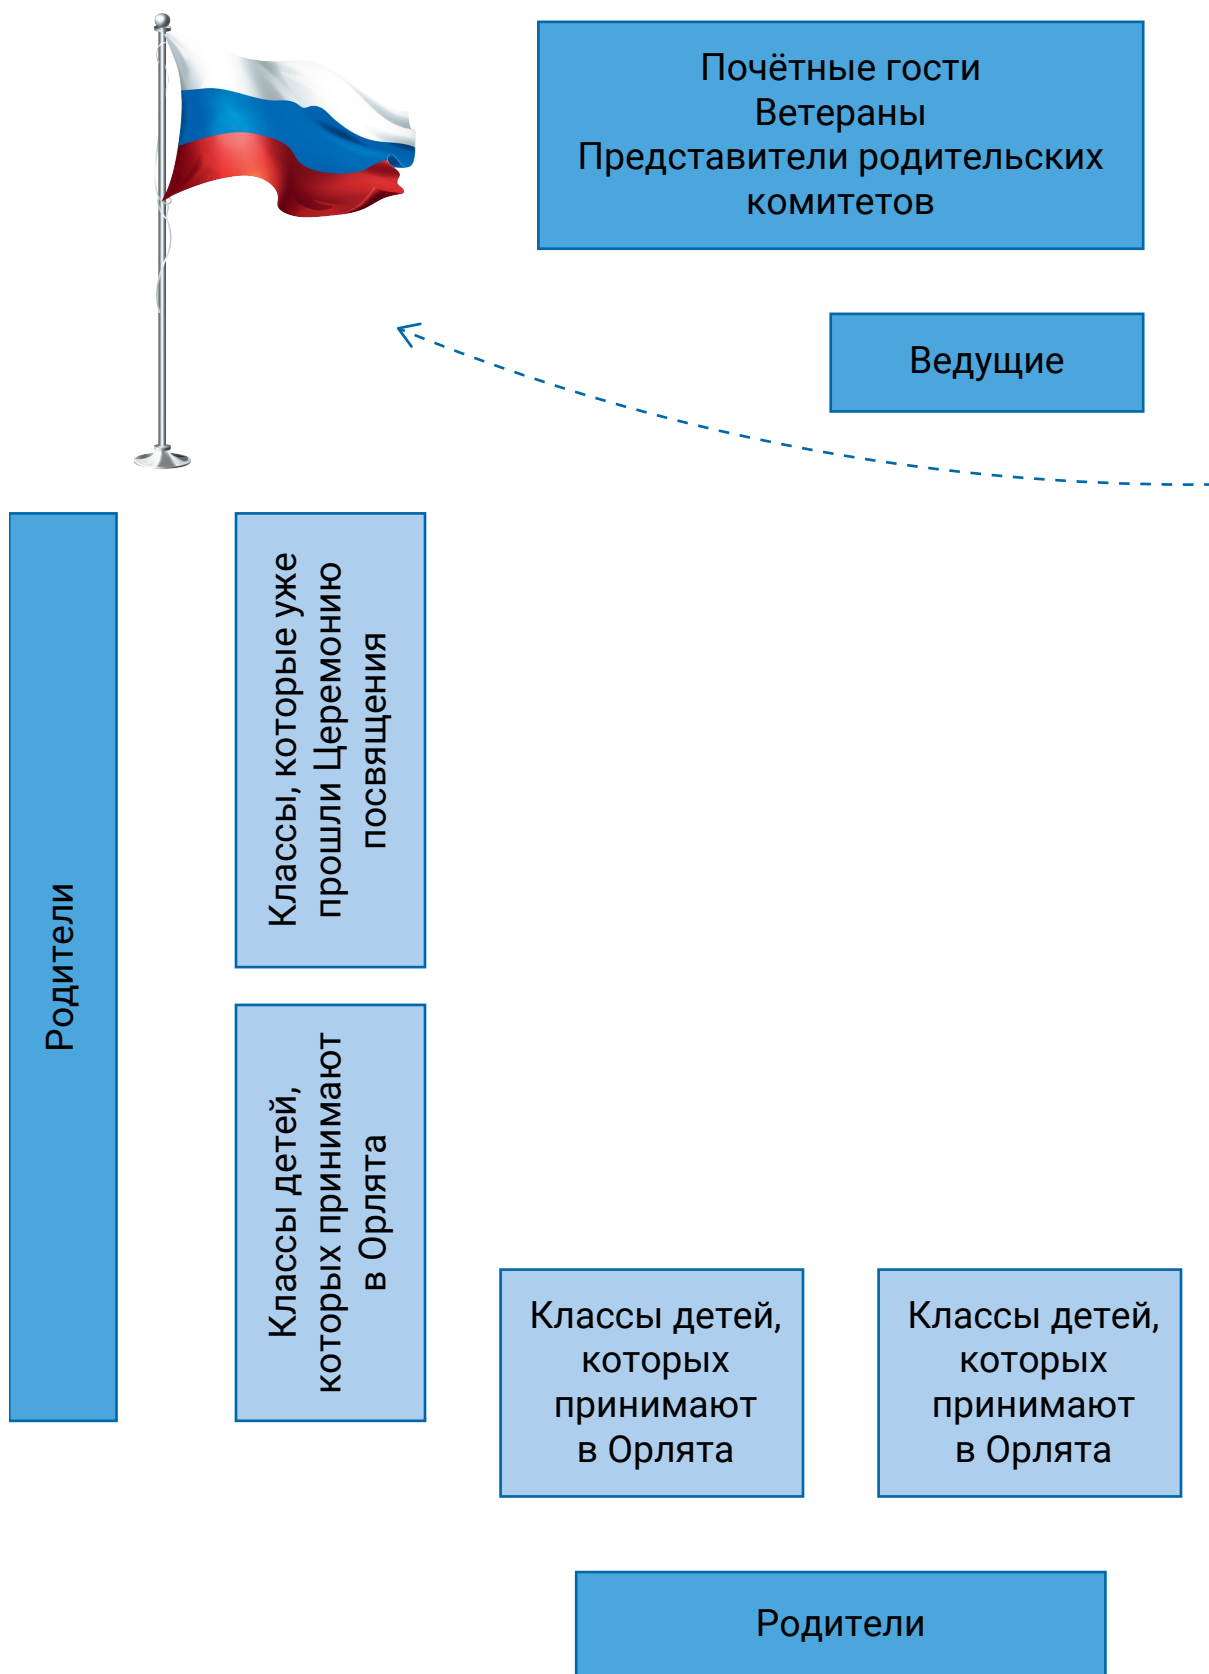 Почётные гости
Ветераны
Представители родительских
комитетов
Ведущие
Родители
Классы, которые уже
прошли Церемонию
посвящения
Классы детей,
которых принимают
в Орлята
Классы детей,
которых
принимают
в Орлята
Классы детей,
которых
принимают
в Орлята
Родители